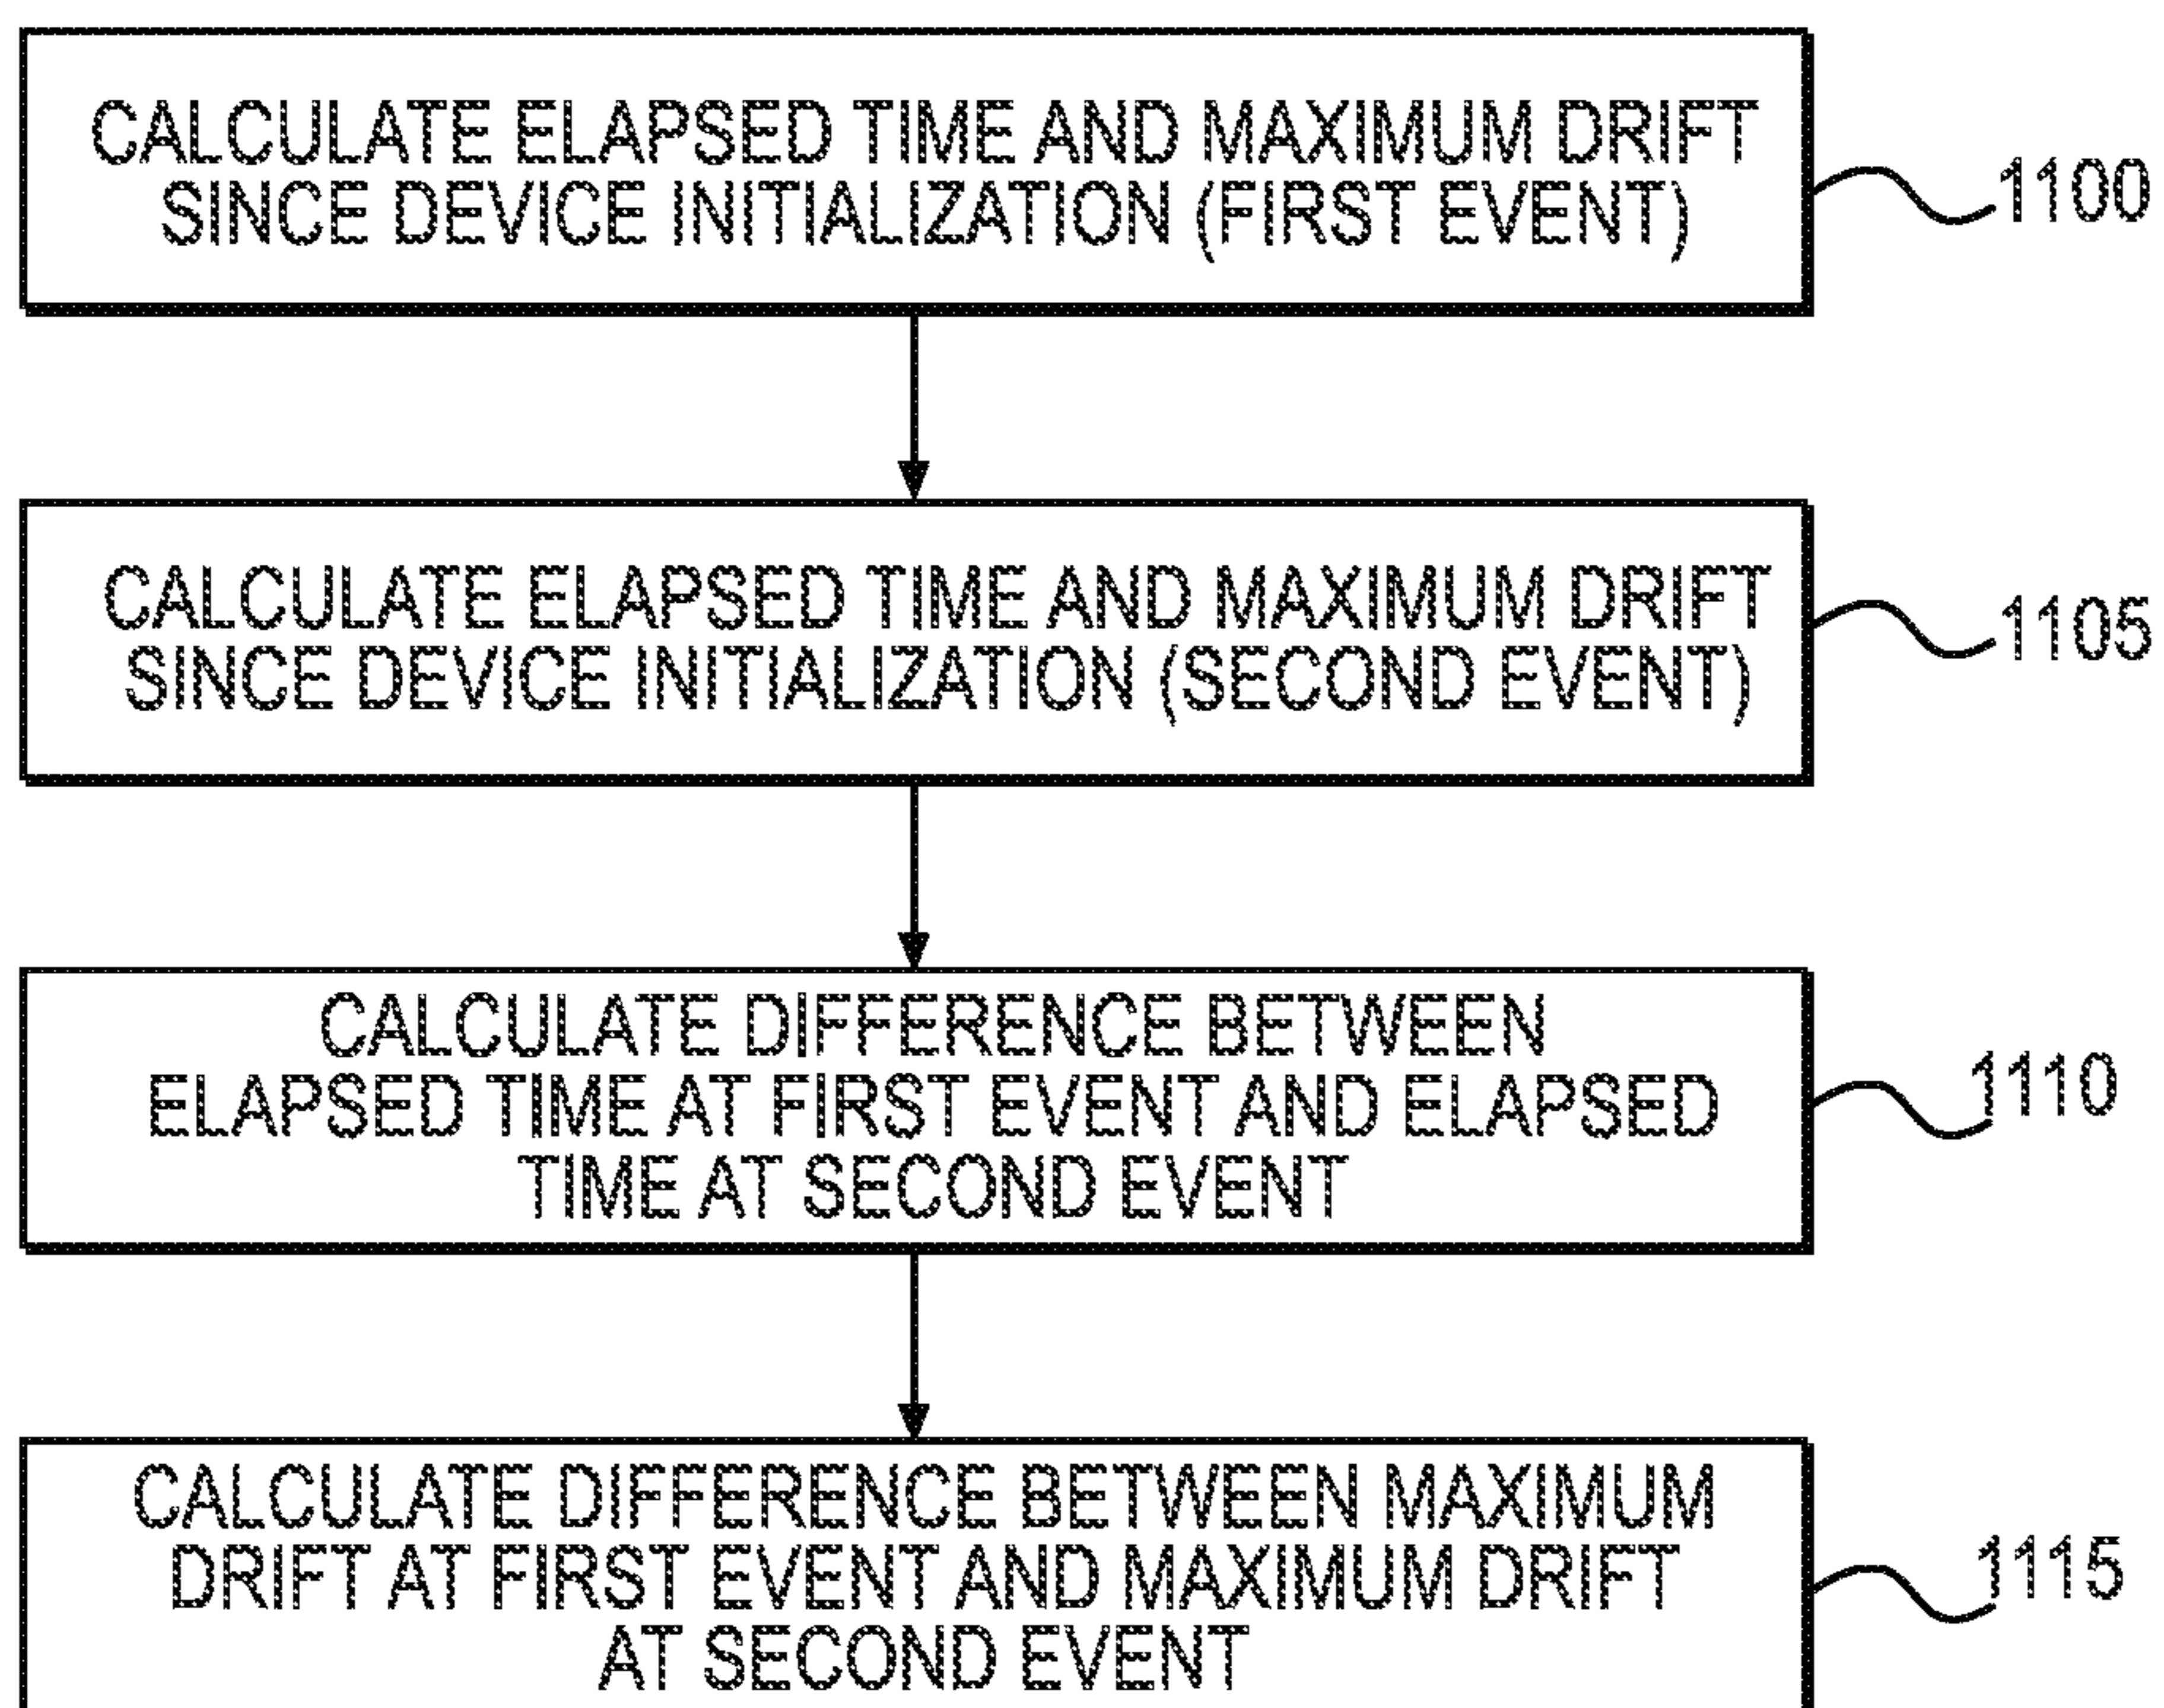 CALCULATE ELAPSED TIME AND MAXIMUM DRIFT
SINCE DEVICE INITIALIZATION (FIRST EVENT)
1100
CALCULATE ELAPSED TIME AND MAXIMUM DRIFT
SINCE DEVICE INITIALIZATION (SECOND EVENT)
1105
CALCULATE DIFFERENCE BETWEEN
ELAPSED TIME AT FIRST EVENT AND ELAPSED
TIME AT SECOND EVENT
1110
CALCULATE DIFFERENCE BETWEEN MAXIMUM
DRIFT AT FIRST EVENT AND MAXIMUM DRIFT
AT SECOND EVENT
1115